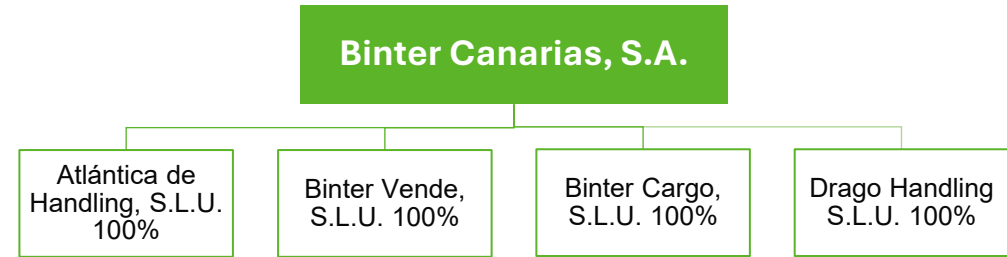 Binter Canarias, S.A.
Atlántica de
Handling, S.L.U.
100%
Binter Vende,
S.L.U. 100%
Binter Cargo,
S.L.U. 100%
Drago Handling
S.L.U. 100%